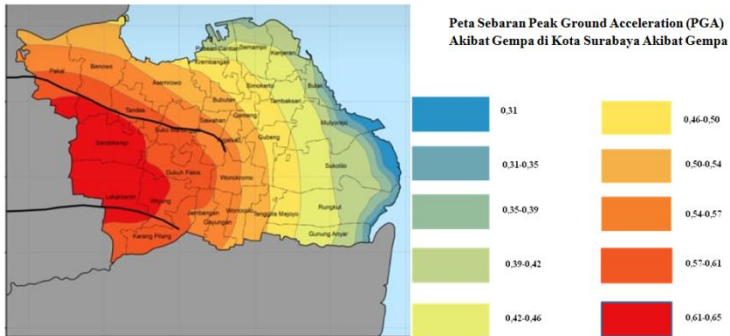 Peta Sebaran Peak Ground Acceleration (PGA)
Akibat Gempa di Kota Surabaya Akibat Gempa
Pabean Cantian
Semampir
Krembangan
Kenjeran
Benowo
Pakal
Asemrowo
Simokerto
Bulak
Bubutan
Tambaksari
Tandes
Genteng
Sawahan
Mulyorejo
Gubeng
Sukolilo
Dukuh Pakis
Wonokromo
Lakarsantri
Wiyung
Rungkut
Jambangan
Wonocolo
Tenggilis Mejoyo
Gayungan
Karang Pilang
Gunung Anyar
0,31
0,31-0,35
0,35-0,39
0,39-0,42
0,42-0,46
0,46-0,50
0,50-0,54
0,54-0,57
0,57-0,61
0,61-0,65